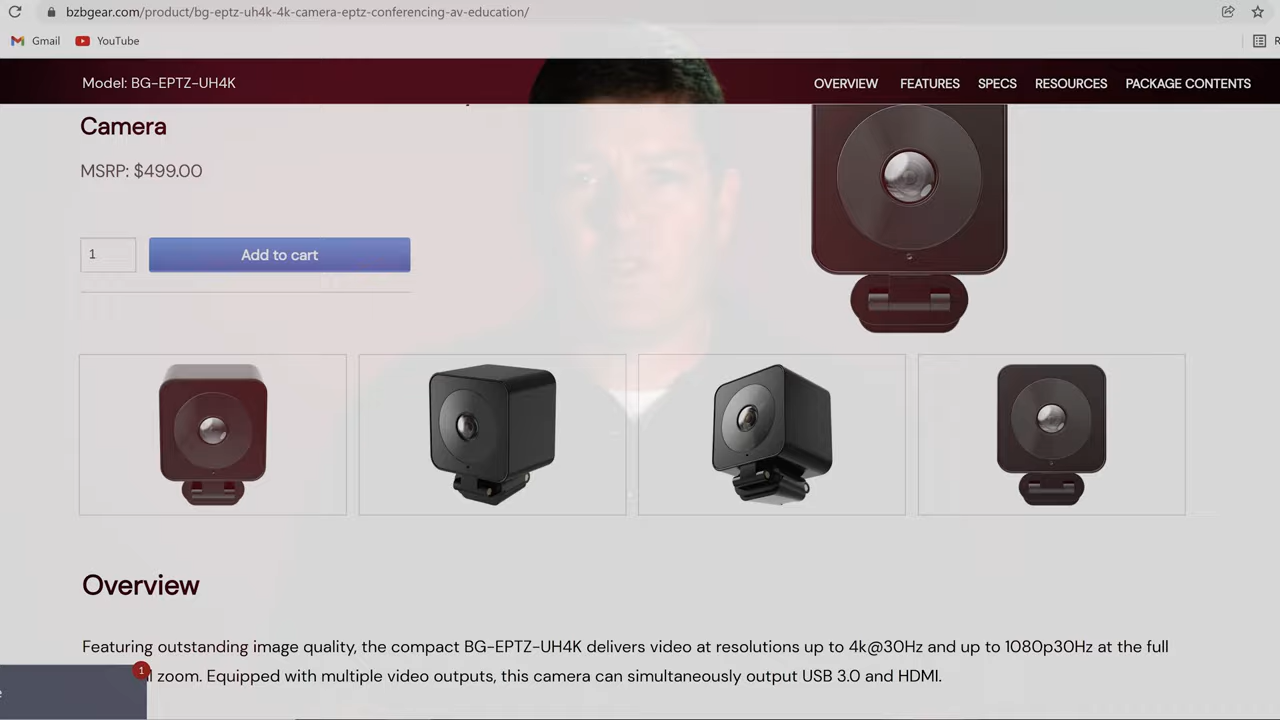 bzbgear.com/product/bg-eptz-uh4k-4k-camera-eptz-conferencing-av-education/
Gmail YouTube
Model: BG-EPTZ-UH4K OVERVIEW FEATURES SPECS RESOURCES PACKAGE CONTENTS
Camera
MSRP: $499.00
1 Add to cart
Overview
Featuring outstanding image quality, the compact BG-EPTZ-UH4K delivers video at resolutions up to 4k@30Hz and up to 1080p30Hz at the full
zoom. Equipped with multiple video outputs, this camera can simultaneously output USB 3.0 and HDMI.
1